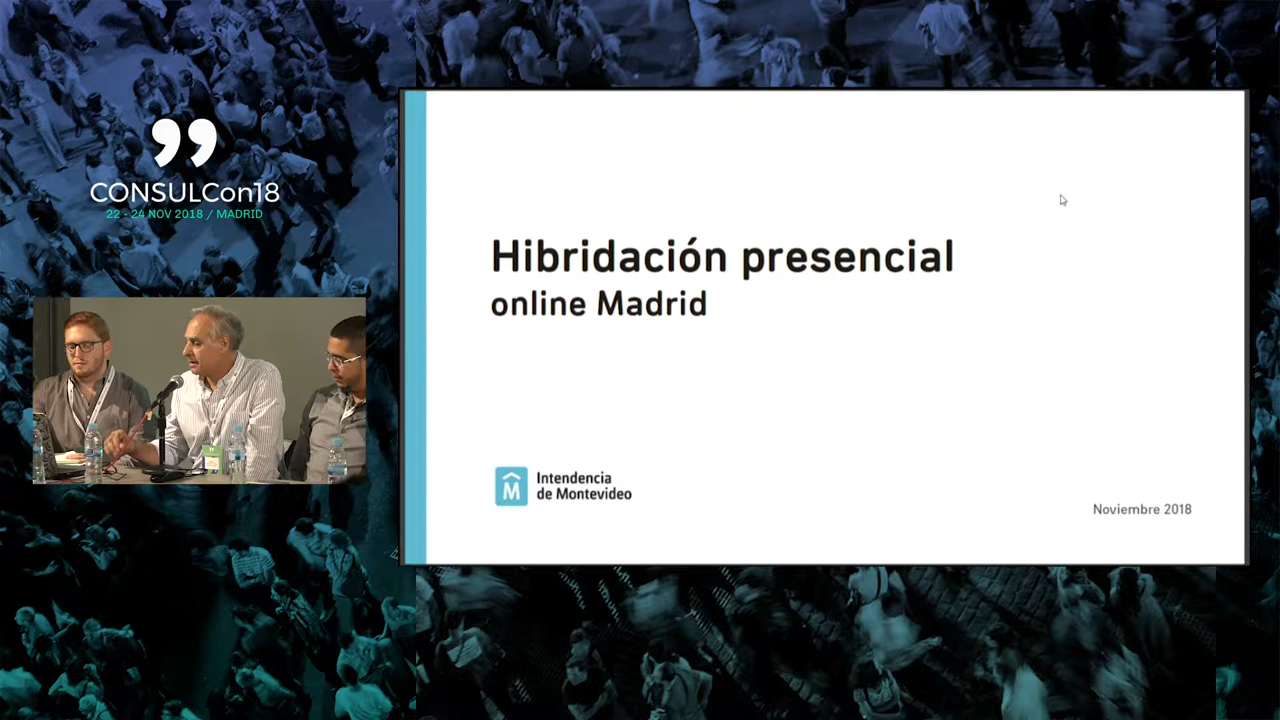 CONSULCon18
22 - 24 NOV 2018 / MADRID
Hibridación presencial
online Madrid
Intendencia
de Montevideo
Noviembre 2018